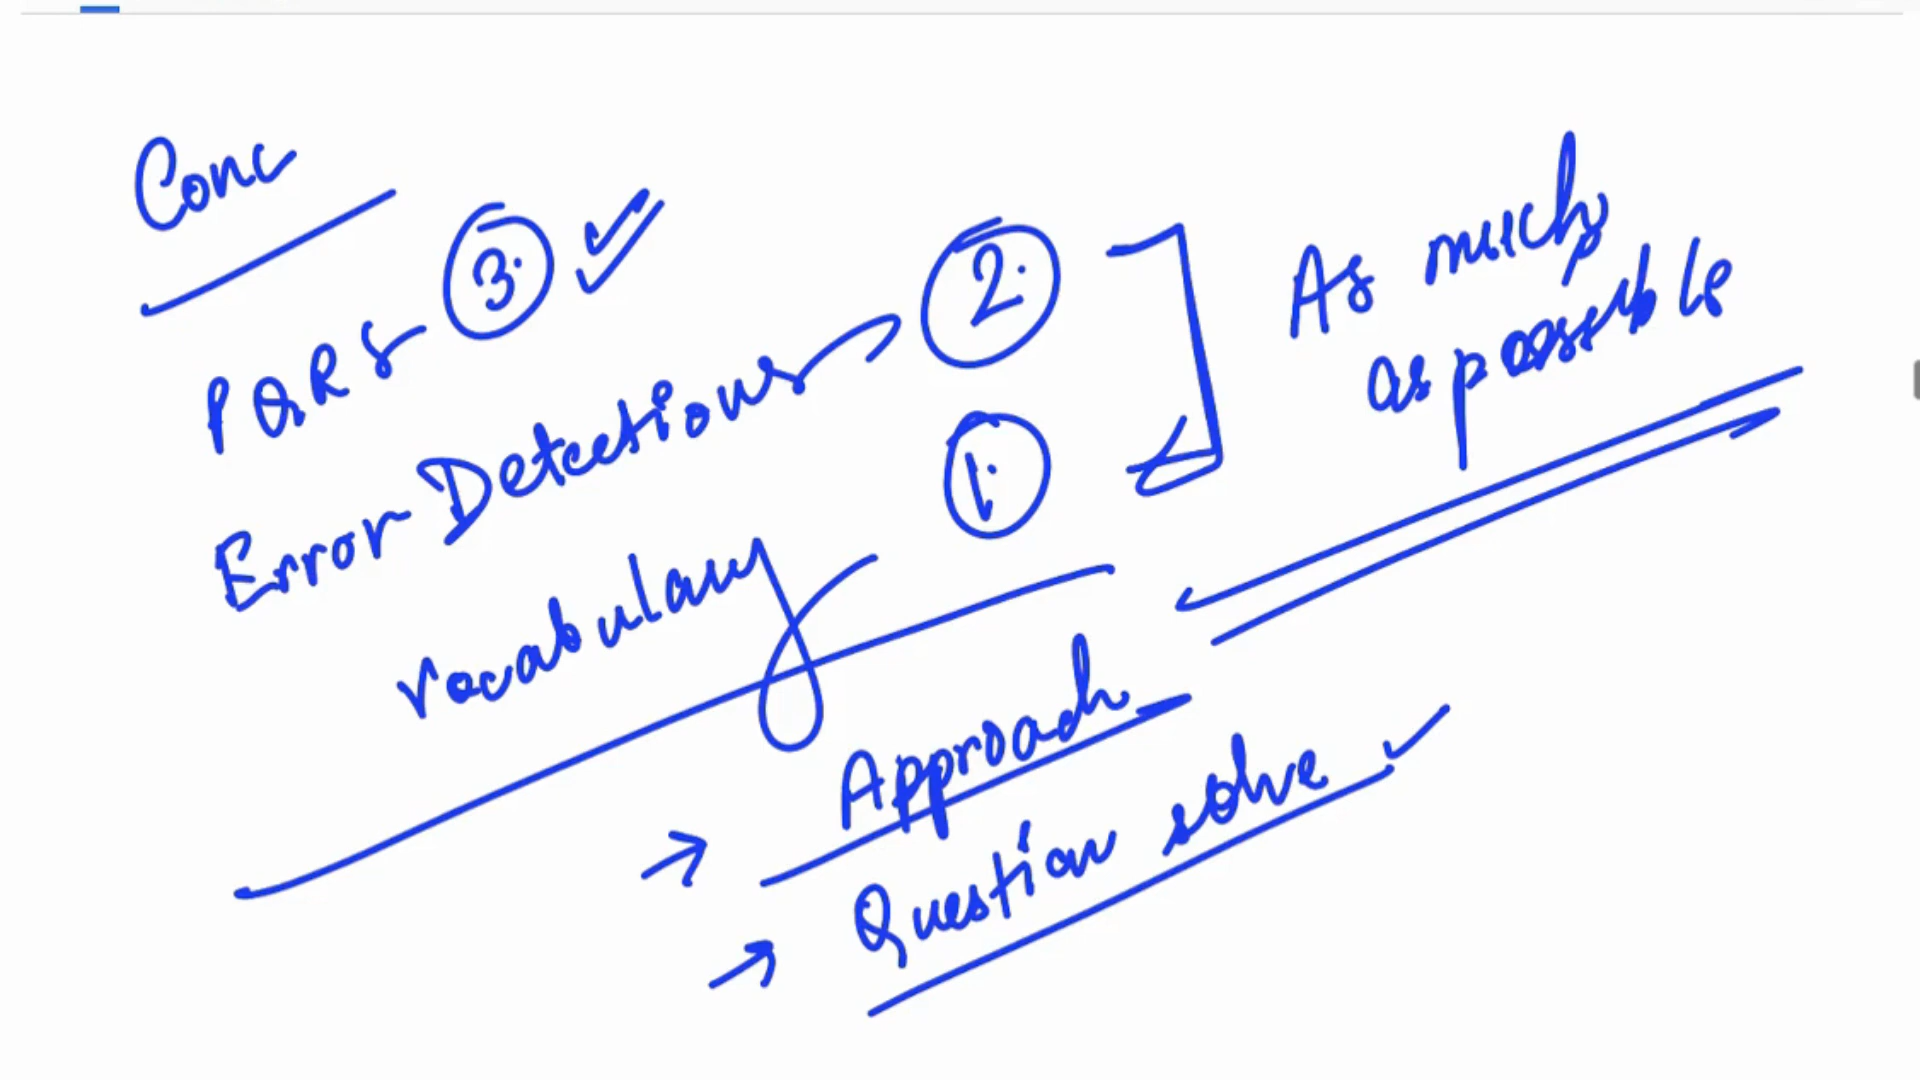 Conc
PQRS 3
Error Detections 2
Vocabulary 1
As much
as possible
→ Approach
→ Question solve